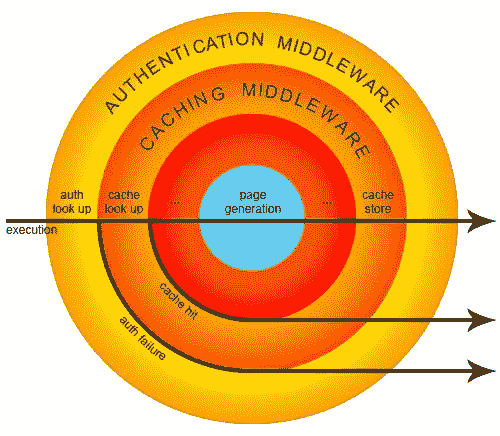 AUTHENTICATION MIDDLEWARE
CACHING MIDDLEWARE
auth
look up
cache
look up
...
page
generation
...
cache
store
execution
cache hit
auth failure